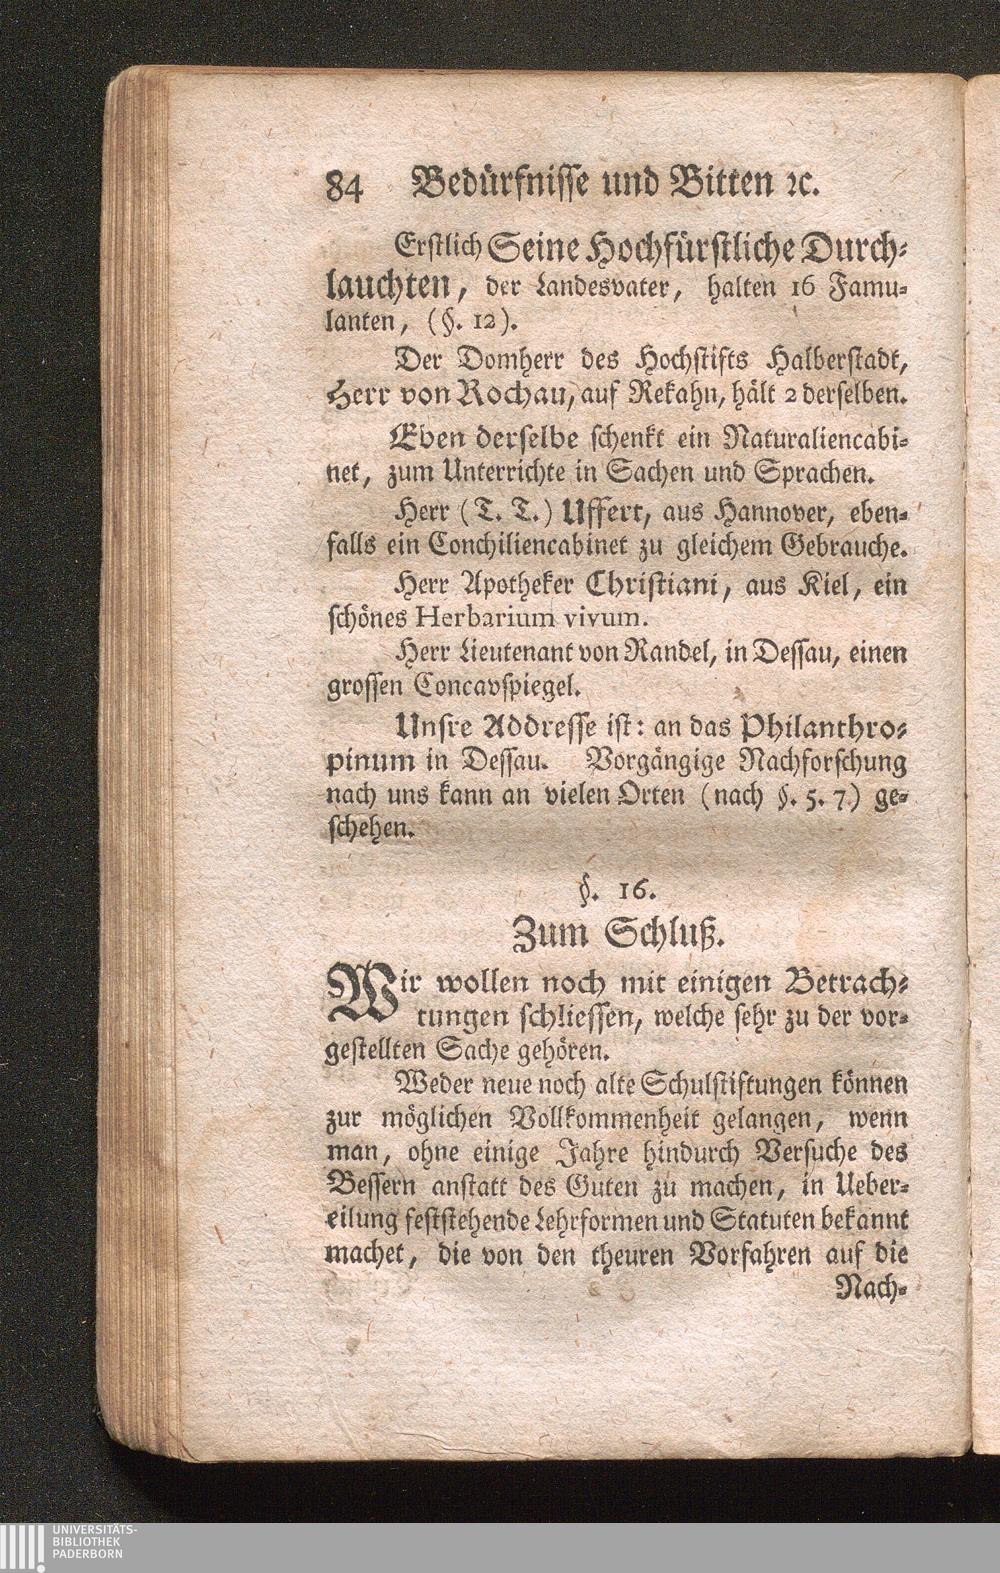 84 Bedürfnisse und Bitten ꝛc.
Erstlich Seine Hochfürstliche Durch-
lauchten, der Landesvater, halten 16 Famu-
lanten, (§. 12).
Der Domherr des Hochstifts Halberstadt,
Herr von Rochau, auf Rekahn, hält 2 derselben.
Eben derselbe schenkt ein Naturaliencabi-
net, zum Unterrichte in Sachen und Sprachen.
Herr (T. T.) Uffert, aus Hannover, eben-
falls ein Conchiliencabinet zu gleichem Gebrauche.
Herr Apotheker Christiani, aus Kiel, ein
schönes Herbarium vivum.
Herr Lieutenant von Randel, in Dessau, einen
grossen Concavspiegel.
Unsre Addresse ist: an das Philanthro-
pinum in Dessau. Vorgängige Nachforschung
nach uns kann an vielen Orten (nach §. 5. 7.) ge-
schehen.
§. 16.
Zum Schluß.
Wir wollen noch mit einigen Betrach-
tungen schliessen, welche sehr zu der vor-
gestellten Sache gehören.
Weder neue noch alte Schulstiftungen können
zur möglichen Vollkommenheit gelangen, wenn
man, ohne einige Jahre hindurch Versuche des
Bessern anstatt des Guten zu machen, in Ueber-
eilung feststehende Lehrformen und Statuten bekannt
machet, die von den theuren Vorfahren auf die
Nach-
UNIVERSITÄTS-
BIBLIOTHEK
PADERBORN